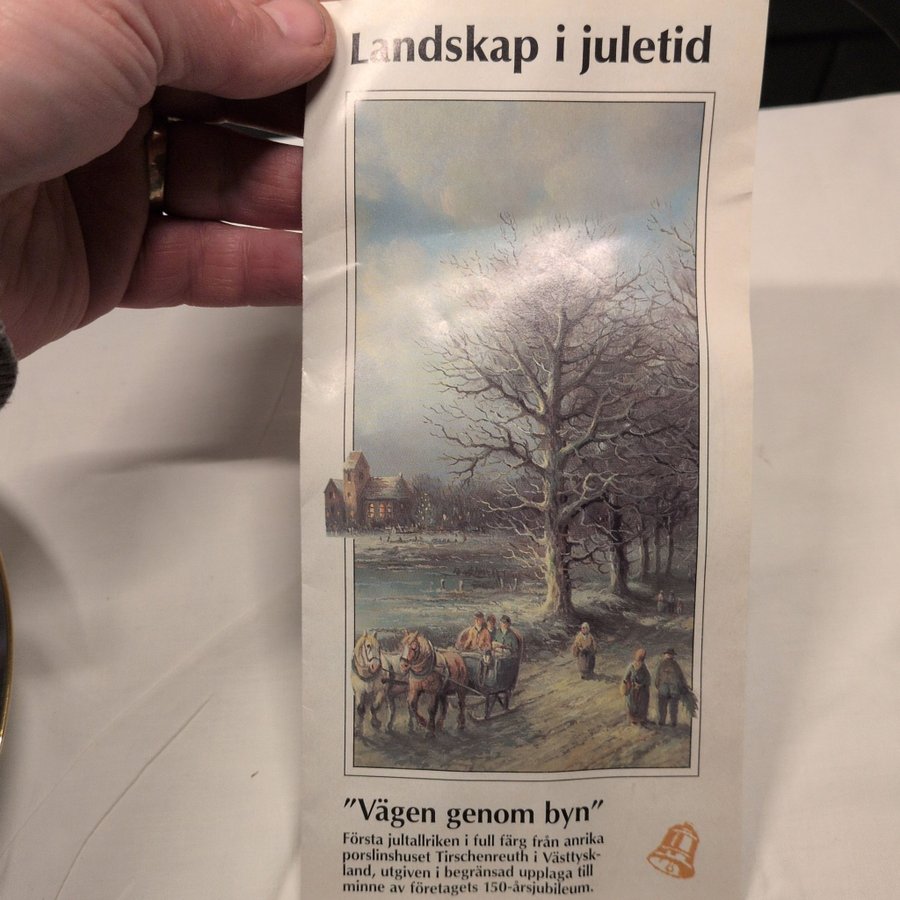 Landskap i juletid
”Vägen genom byn”
Första jultallriken i full färg från anrika
porslinshuset Tirschenreuth i Västtysk-
land, utgiven i begränsad upplaga till
minne av företagets 150-årsjubileum.